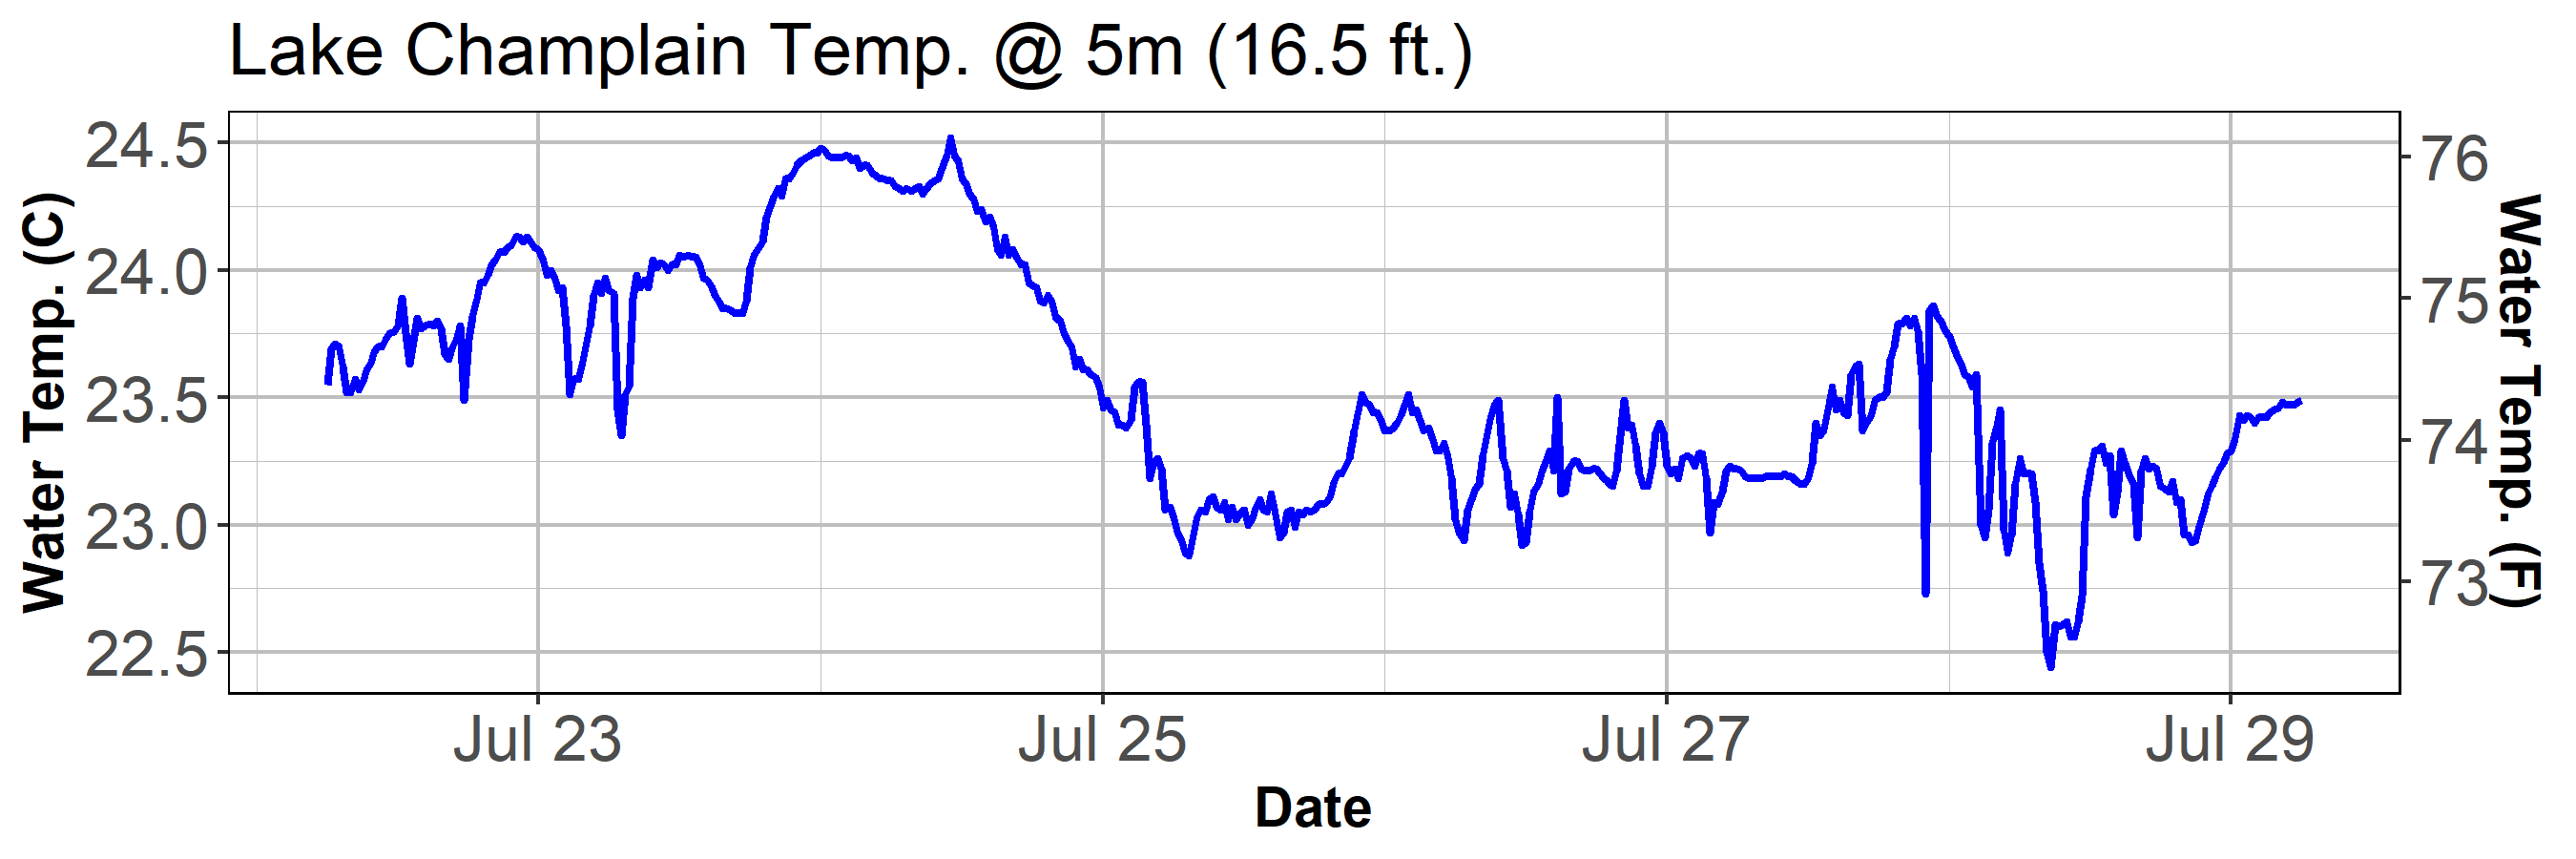 Lake Champlain Temp. @ 5m (16.5 ft.)
Water Temp. (C)
24.5
24.0
23.5
23.0
22.5
76
75
74
73
Water Temp. (F)
Jul 23 Jul 25 Jul 27 Jul 29
Date